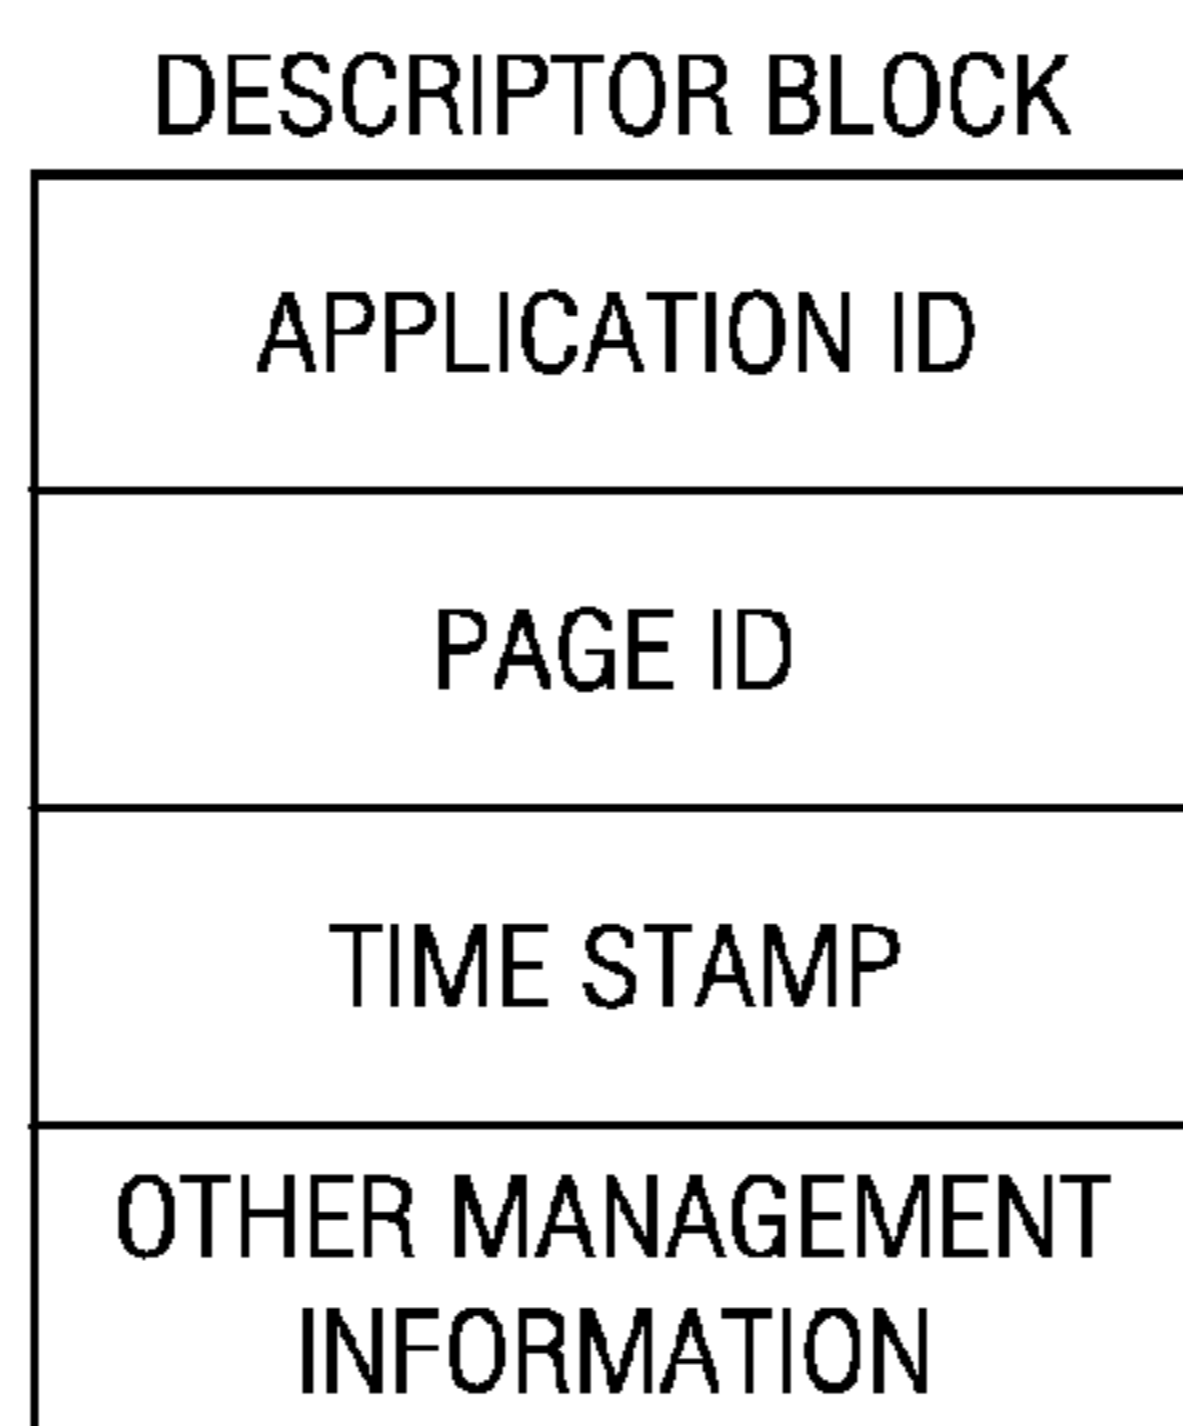 DESCRIPTOR BLOCK
APPLICATION ID
PAGE ID
TIME STAMP
OTHER MANAGEMENT
INFORMATION